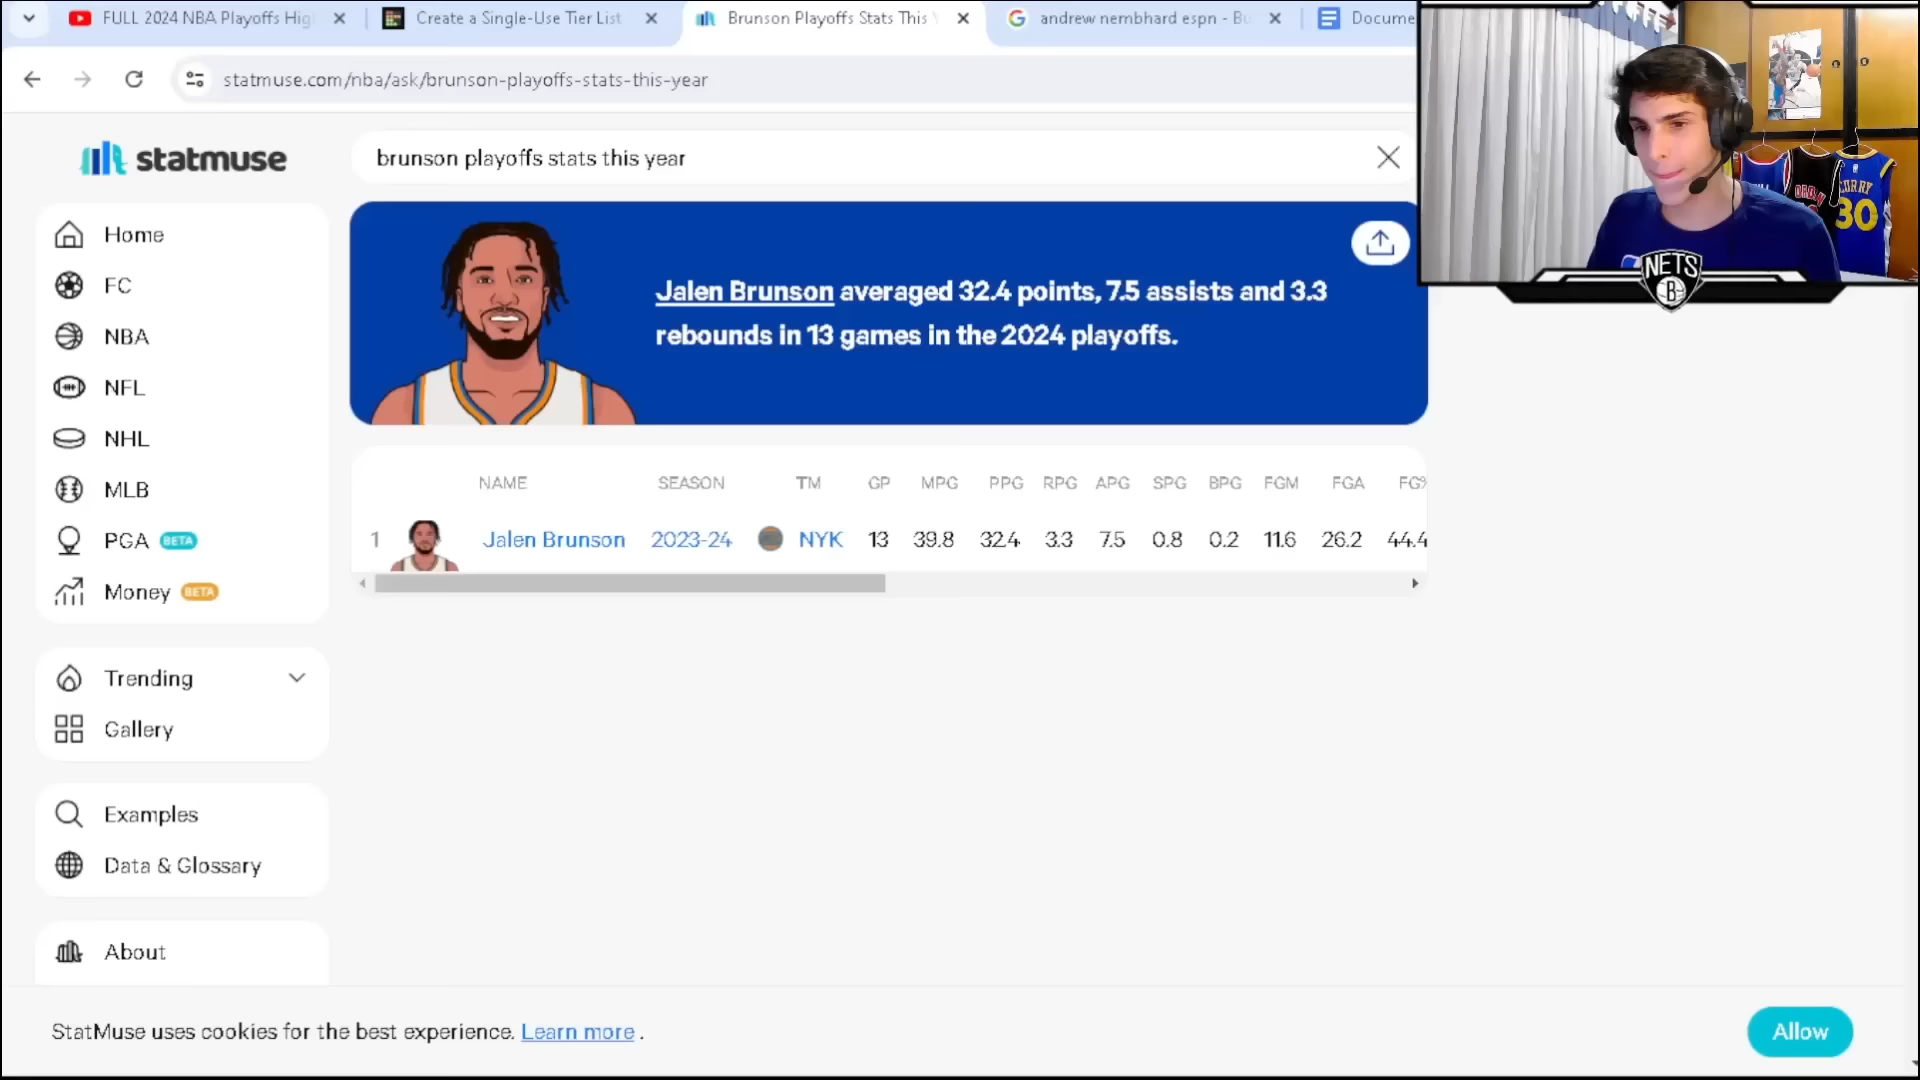 FULL 2024 NBA Playoffs Hig
Create a Single-Use Tier List
Brunson Playoffs Stats This
andrew nembhard espn - Bu
Docume
statmuse.com/nba/ask/brunson-playoffs-stats-this-year
statmuse
brunson playoffs stats this year
Home
FC
NBA
NFL
NHL
MLB
PGA BETA
Money BETA
Trending
Gallery
Examples
Data & Glossary
About
Jalen Brunson averaged 32.4 points, 7.5 assists and 3.3
rebounds in 13 games in the 2024 playoffs.
NAME SEASON TM GP MPG PPG RPG APG SPG BPG FGM FGA FG%
1 Jalen Brunson 2023-24 NYK 13 39.8 32.4 3.3 7.5 0.8 0.2 11.6 26.2 44.4
CURRY
30
NETS
B
StatMuse uses cookies for the best experience. Learn more .
Allow